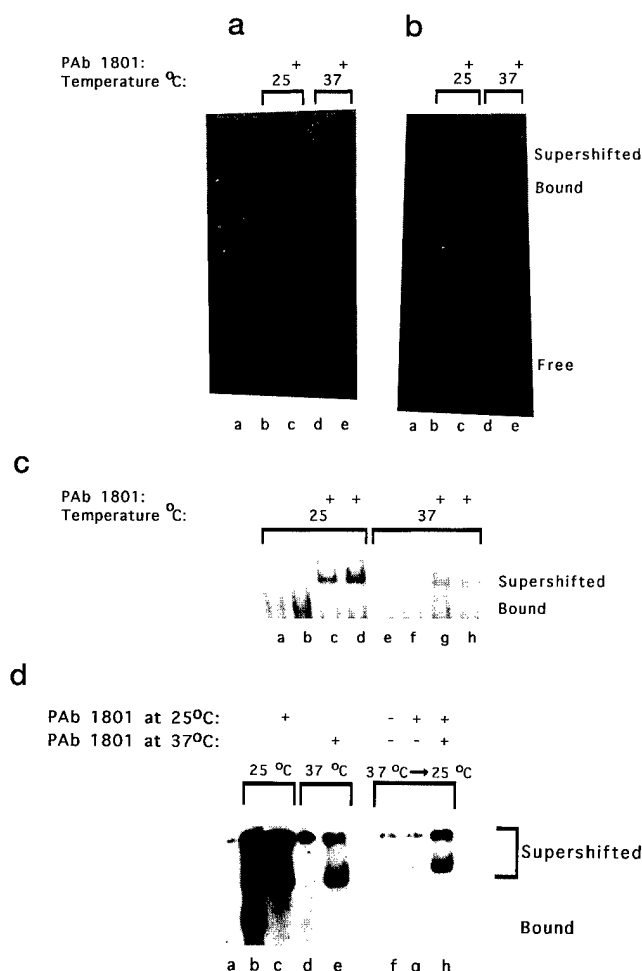 a
b
PAb 1801: + +
Temperature °C: 25 37
+ +
25 37
Supershifted
Bound
Free
a b c d e
a b c d e
c
PAb 1801: + + + +
Temperature °C: 25 37
Supershifted
Bound
a b c d e f g h
d
PAb 1801 at 25°C: + - + +
PAb 1801 at 37°C: + - - +
25 °C 37 °C 37 °C→25 °C
Supershifted
Bound
a b c d e f g h